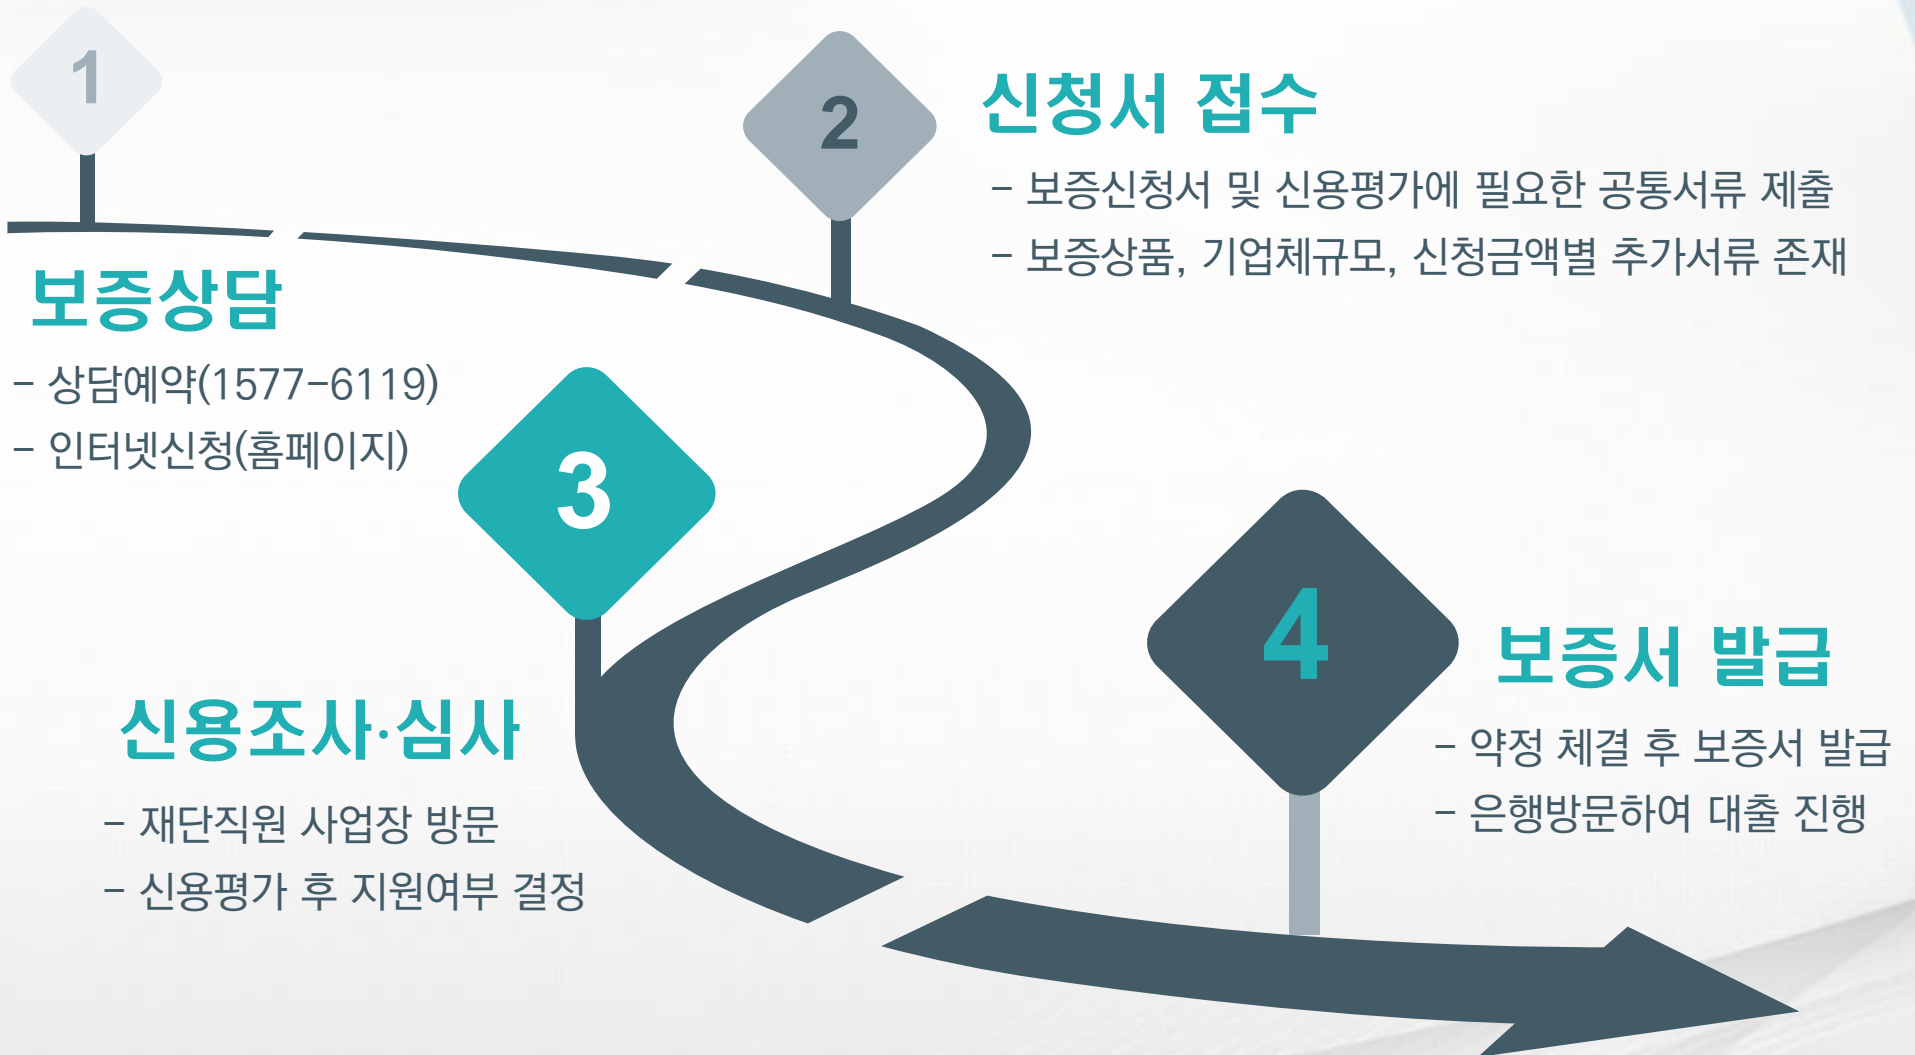 1
보증상담
- 상담예약(1577-6119)
- 인터넷신청(홈페이지)
2
신청서 접수
- 보증신청서 및 신용평가에 필요한 공통서류 제출
- 보증상품, 기업체규모, 신청금액별 추가서류 존재
3
신용조사·심사
- 재단직원 사업장 방문
- 신용평가 후 지원여부 결정
4
보증서 발급
- 약정 체결 후 보증서 발급
- 은행방문하여 대출 진행